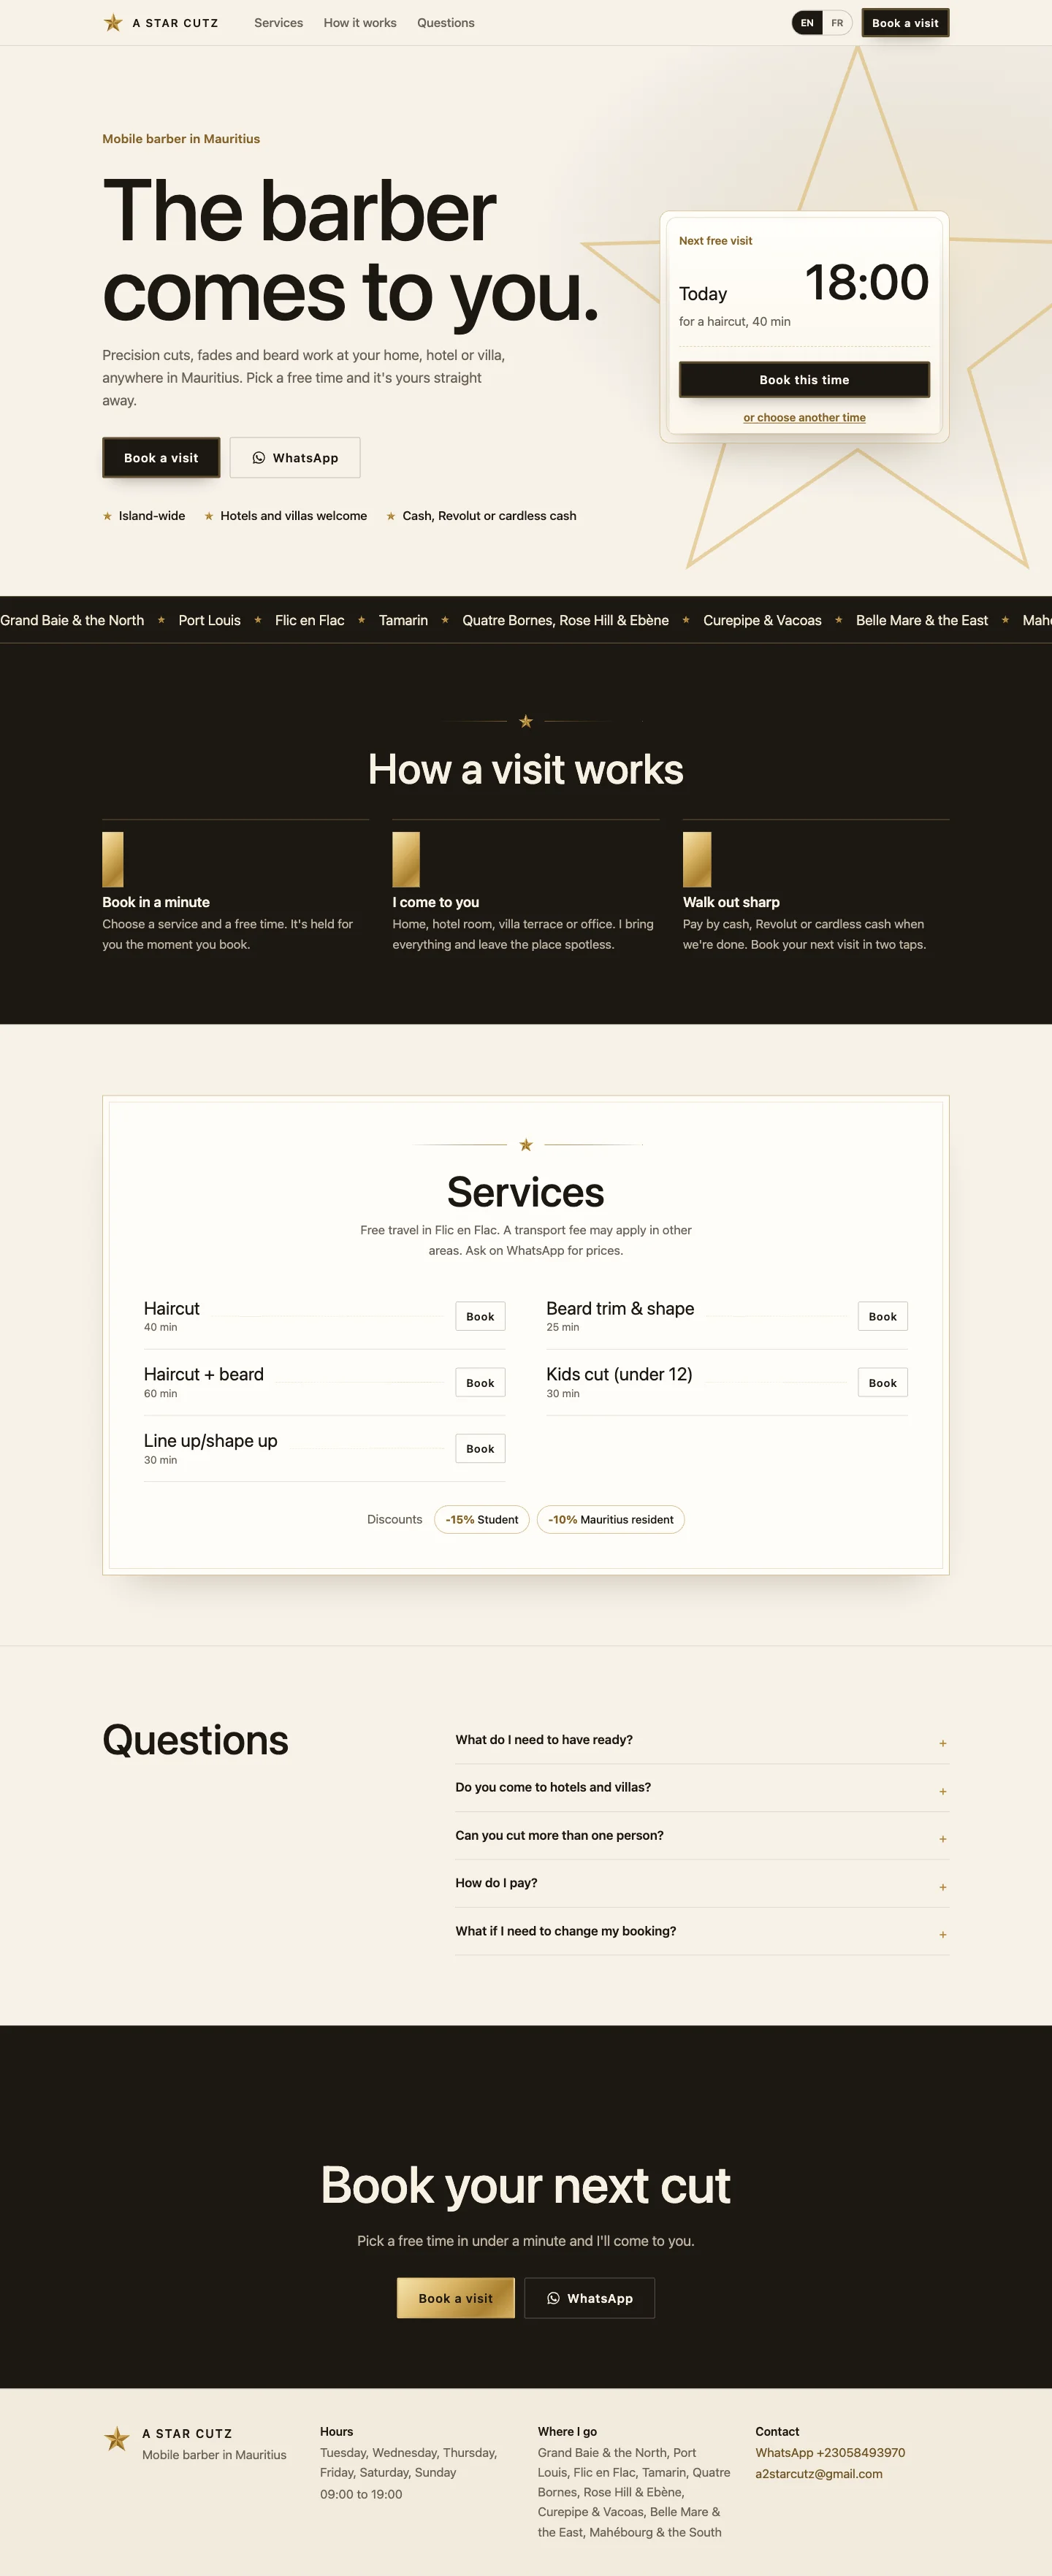 A STAR CUTZ
Services
How it works
Questions
EN
FR
Book a visit
Mobile barber in Mauritius
The barber
comes to you.
Precision cuts, fades and beard work at your home, hotel or villa,
anywhere in Mauritius. Pick a free time and it's yours straight
away.
Book a visit
WhatsApp
Island-wide
Hotels and villas welcome
Cash, Revolut or cardless cash
Next free visit
Today
18:00
for a haircut, 40 min
Book this time
or choose another time
Grand Baie & the North
Port Louis
Flic en Flac
Tamarin
Quatre Bornes, Rose Hill & Ebène
Curepipe & Vacoas
Belle Mare & the East
How a visit works
Book in a minute
Choose a service and a free time. It's held for
you the moment you book.
I come to you
Home, hotel room, villa terrace or office. I bring
everything and leave the place spotless.
Walk out sharp
Pay by cash, Revolut or cardless cash when
we're done. Book your next visit in two taps.
Services
Free travel in Flic en Flac. A transport fee may apply in other
areas. Ask on WhatsApp for prices.
Haircut
40 min
Book
Beard trim & shape
25 min
Book
Haircut + beard
60 min
Book
Kids cut (under 12)
30 min
Book
Line up/shape up
30 min
Book
Discounts
-15% Student
-10% Mauritius resident
Questions
What do I need to have ready?
+
Do you come to hotels and villas?
+
Can you cut more than one person?
+
How do I pay?
+
What if I need to change my booking?
+
Book your next cut
Pick a free time in under a minute and I'll come to you.
Book a visit
WhatsApp
A STAR CUTZ
Mobile barber in Mauritius
Hours
Tuesday, Wednesday, Thursday,
Friday, Saturday, Sunday
09:00 to 19:00
Where I go
Grand Baie & the North, Port
Louis, Flic en Flac, Tamarin, Quatre
Bornes, Rose Hill & Ebène,
Curepipe & Vacoas, Belle Mare &
the East, Mahébourg & the South
Contact
WhatsApp +23058493970
a2starcutz@gmail.com